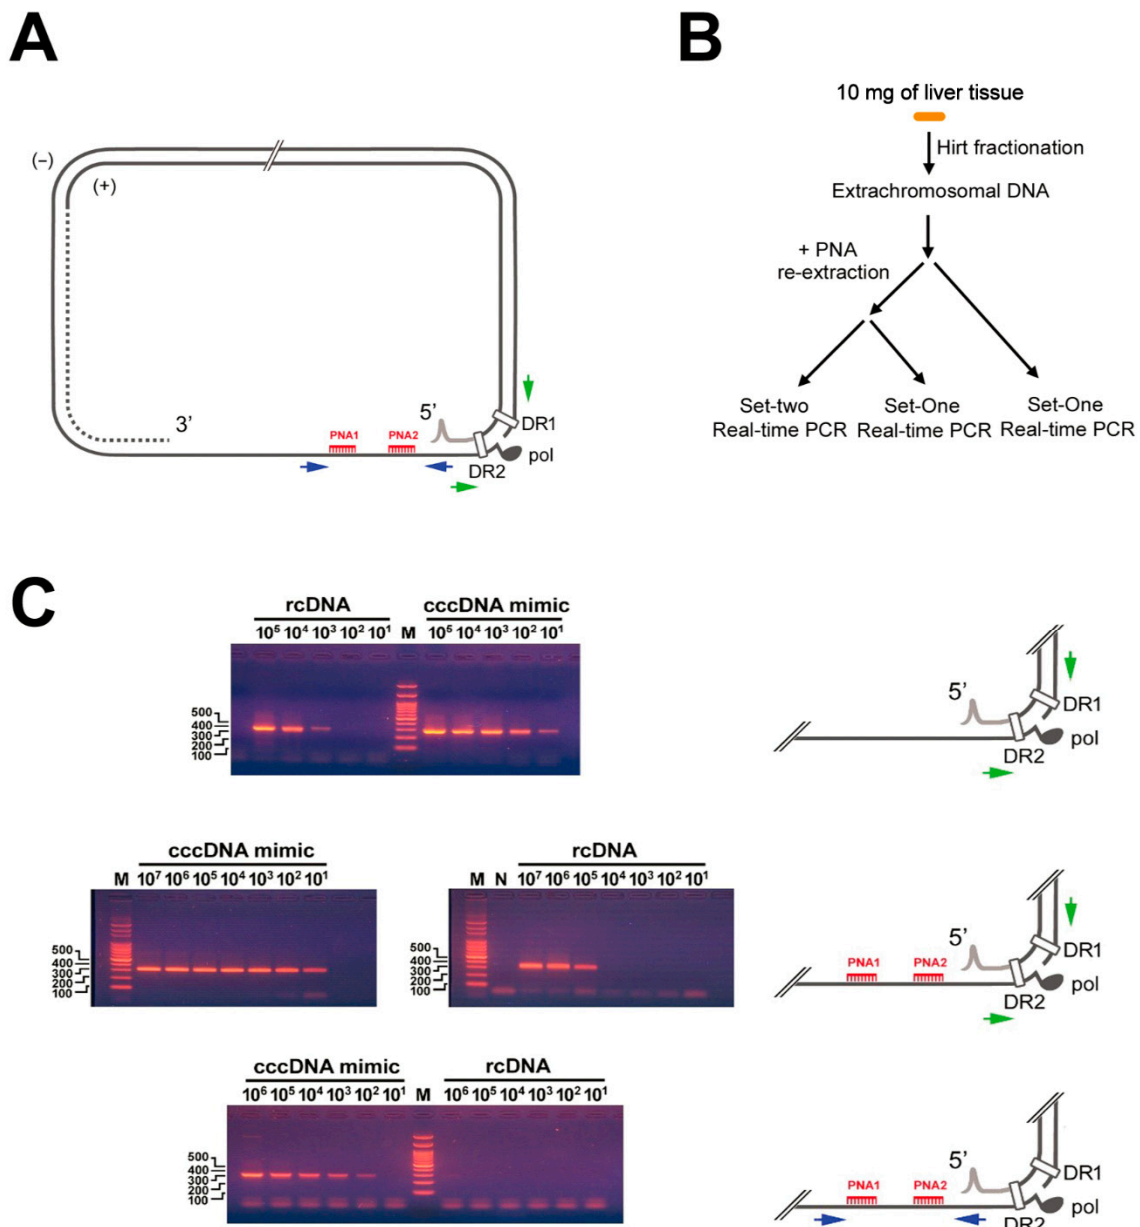 A
(–)
(+)
3'
PNA1
PNA2
5'
DR1
pol
DR2
B
10 mg of liver tissue
Hirt fractionation
Extrachromosomal DNA
+ PNA
re-extraction
Set-two
Real-time PCR
Set-One
Real-time PCR
Set-One
Real-time PCR
C
rcDNA
cccDNA mimic
10⁵ 10⁴ 10³ 10² 10¹ M 10⁵ 10⁴ 10³ 10² 10¹
500
400
300
200
100
5'
DR1
pol
DR2
cccDNA mimic
M 10⁷ 10⁶ 10⁵ 10⁴ 10³ 10² 10¹
500
400
300
200
100
rcDNA
M N 10⁷ 10⁶ 10⁵ 10⁴ 10³ 10² 10¹
500
400
300
200
100
5'
DR1
PNA1
PNA2
pol
DR2
cccDNA mimic
rcDNA
10⁶ 10⁵ 10⁴ 10³ 10² 10¹ M 10⁶ 10⁵ 10⁴ 10³ 10² 10¹
500
400
300
200
100
5'
DR1
PNA1
PNA2
pol
DR2